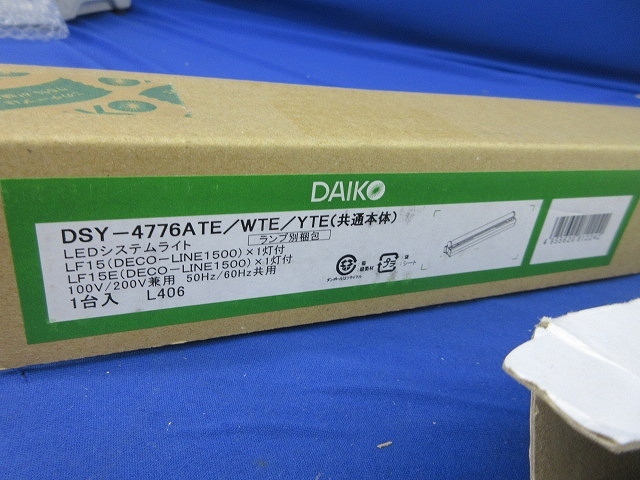 DAIKO
DSY-4776ATE/WTE/YTE(共通本体)
LEDシステムライト ランプ別梱包
LF15(DECO-LINE1500)×1灯付
LF15E(DECO-LINE1500)×1灯付
100V/200V兼用 50Hz/60Hz共用
1台入 L406
プラ